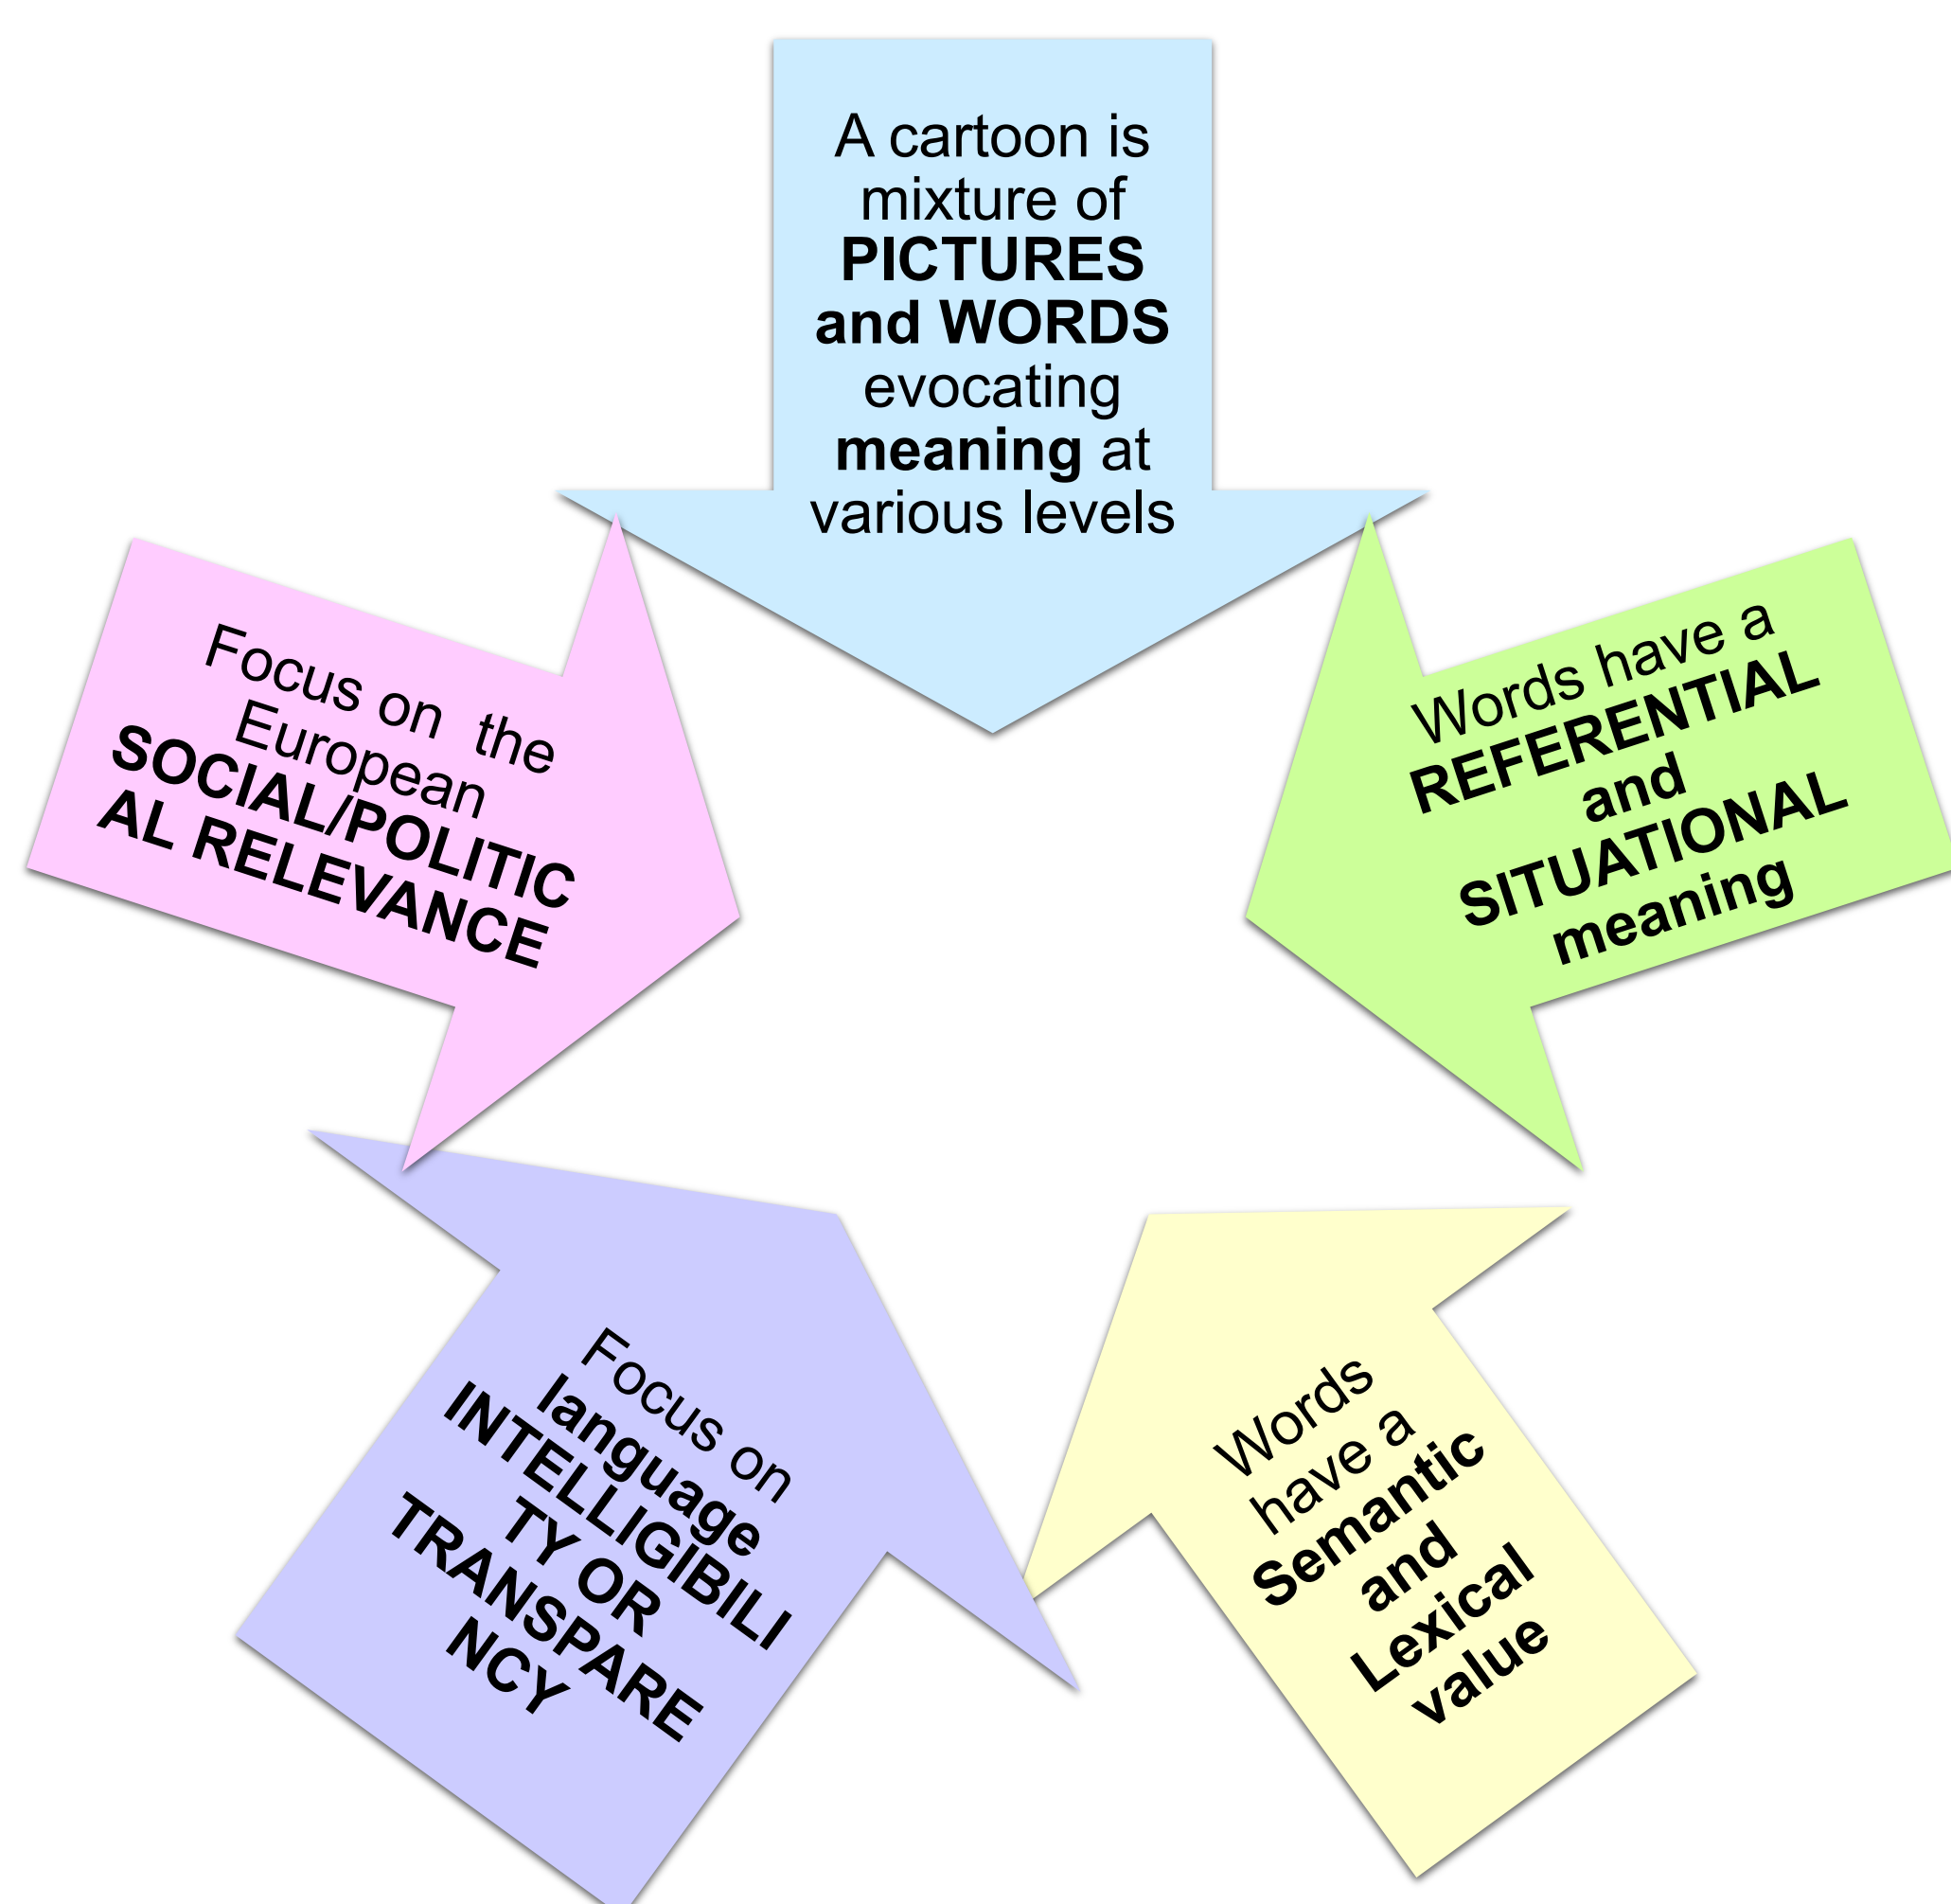 A cartoon is
mixture of
PICTURES
and WORDS
evocating
meaning at
various levels
Words have a
REFERENTIAL
and
SITUATIONAL
meaning
Words
have a
Semantic
and
Lexical
value
Focus on
language
INTELLIGIBILI
TY OR
TRANSPARE
NCY
Focus on the
European
SOCIAL/POLITIC
AL RELEVANCE